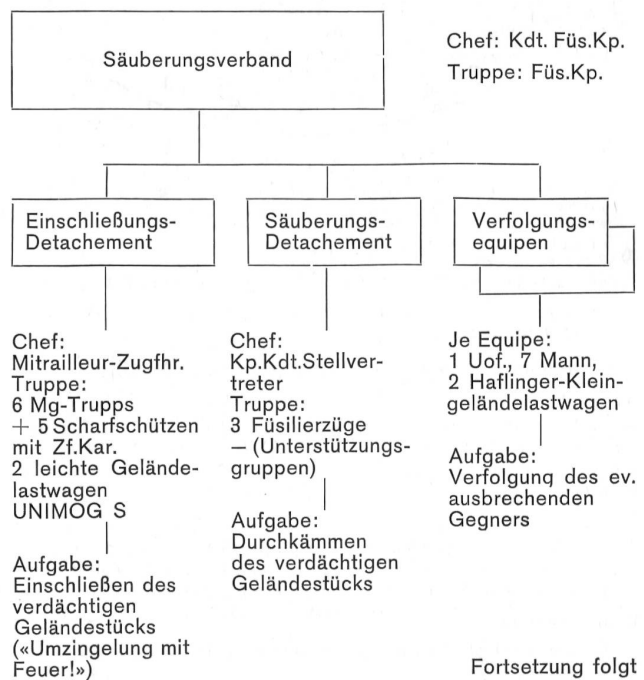 Säuberungsverband
Chef: Kdt. Füs.Kp.
Truppe: Füs.Kp.
Einschließungs-
Detachement
Säuberungs-
Detachement
Verfolgungs-
equipen
Chef:
Mitrailleur-Zugfhr.
Truppe:
6 Mg-Trupps
+ 5 Scharfschützen
mit Zf.Kar.
2 leichte Gelände-
lastwagen
UNIMOG S
Aufgabe:
Einschließen des
verdächtigen
Geländestücks
(«Umzingelung mit
Feuer!»)
Chef:
Kp.Kdt.Stellver-
treter
Truppe:
3 Füsilierzüge
— (Unterstützungs-
gruppen)
Aufgabe:
Durchkämmen
des verdächtigen
Geländestücks
Je Equipe:
1 Uof., 7 Mann,
2 Haflinger-Klein-
geländelastwagen
Aufgabe:
Verfolgung des ev.
ausbrechenden
Gegners
Fortsetzung folgt